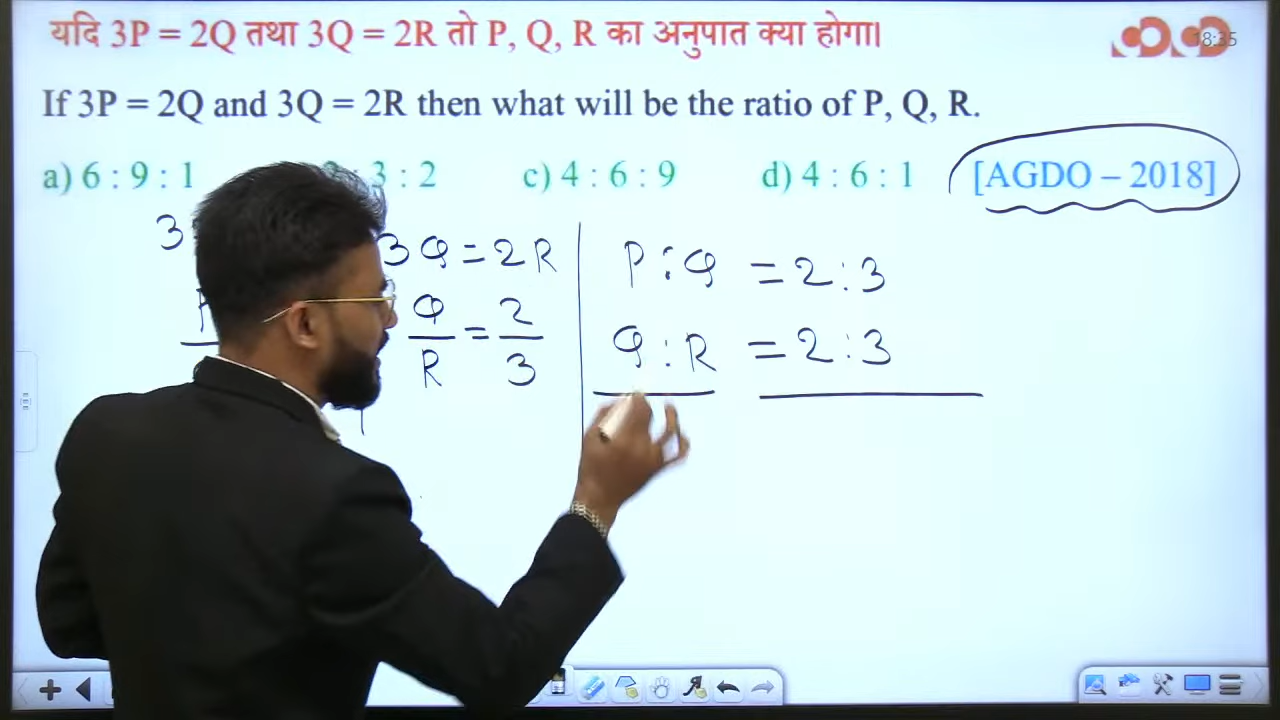 यदि 3P = 2Q तथा 3Q = 2R तो P, Q, R का अनुपात क्या होगा।
18:35
If 3P = 2Q and 3Q = 2R then what will be the ratio of P, Q, R.
a) 6 : 9 : 1 3 : 2 c) 4 : 6 : 9 d) 4 : 6 : 1 [AGDO – 2018]
3 3Q = 2R P : Q = 2 : 3
Q/R = 2/3 Q : R = 2 : 3